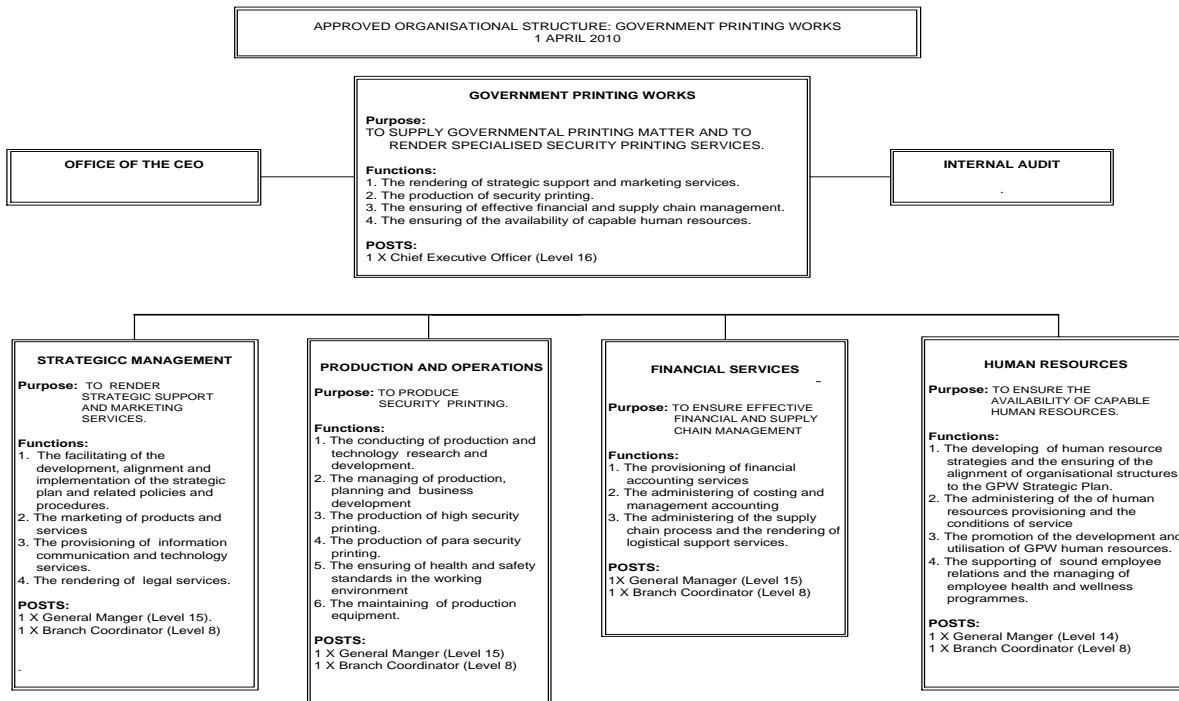 APPROVED ORGANISATIONAL STRUCTURE: GOVERNMENT PRINTING WORKS
1 APRIL 2010
GOVERNMENT PRINTING WORKS
Purpose:
TO SUPPLY GOVERNMENTAL PRINTING MATTER AND TO
RENDER SPECIALISED SECURITY PRINTING SERVICES.
Functions:
1. The rendering of strategic support and marketing services.
2. The production of security printing.
3. The ensuring of effective financial and supply chain management.
4. The ensuring of the availability of capable human resources.
POSTS:
1 X Chief Executive Officer (Level 16)
OFFICE OF THE CEO
INTERNAL AUDIT
.
STRATEGICC MANAGEMENT
Purpose: TO RENDER
STRATEGIC SUPPORT
AND MARKETING
SERVICES.
Functions:
1. The facilitating of the
development, alignment and
implementation of the strategic
plan and related policies and
procedures.
2. The marketing of products and
services
3. The provisioning of information
communication and technology
services.
4. The rendering of legal services.
POSTS:
1 X General Manger (Level 15).
1 X Branch Coordinator (Level 8)
.
PRODUCTION AND OPERATIONS
Purpose: TO PRODUCE
SECURITY PRINTING.
Functions:
1. The conducting of production and
technology research and
development.
2. The managing of production,
planning and business
development
3. The production of high security
printing.
4. The production of para security
printing.
5. The ensuring of health and safety
standards in the working
environment
6. The maintaining of production
equipment.
POSTS:
1 X General Manager (Level 15)
1 X Branch Coordinator (Level 8)
FINANCIAL SERVICES
-
Purpose: TO ENSURE EFFECTIVE
FINANCIAL AND SUPPLY
CHAIN MANAGEMENT
Functions:
1. The provisioning of financial
accounting services
2. The administering of costing and
management accounting
3. The administering of the supply
chain process and the rendering of
logistical support services.
POSTS:
1X General Manager (Level 15)
1 X Branch Coordinator (Level 8)
HUMAN RESOURCES
Purpose: TO ENSURE THE
AVAILABILITY OF CAPABLE
HUMAN RESOURCES.
Functions:
1. The developing of human resource
strategies and the ensuring of the
alignment of organisational structures
to the GPW Strategic Plan.
2. The administering of the of human
resources provisioning and the
conditions of service
3. The promotion of the development and
utilisation of GPW human resources.
4. The supporting of sound employee
relations and the managing of
employee health and wellness
programmes.
POSTS:
1 X General Manger (Level 14)
1 X Branch Coordinator (Level 8)